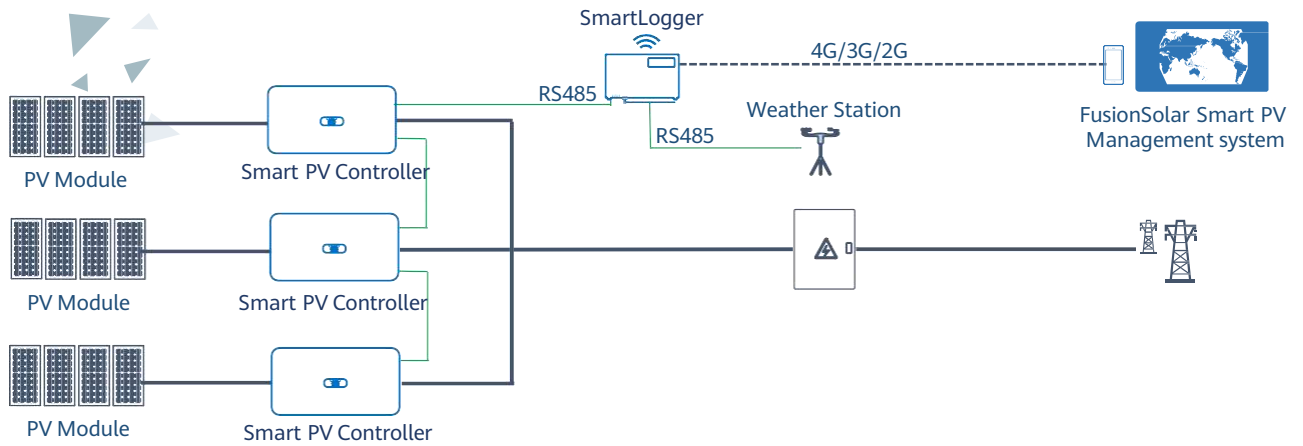 SmartLogger
4G/3G/2G
RS485
Weather Station
FusionSolar Smart PV
Management system
RS485
PV Module
Smart PV Controller
PV Module
Smart PV Controller
PV Module
Smart PV Controller